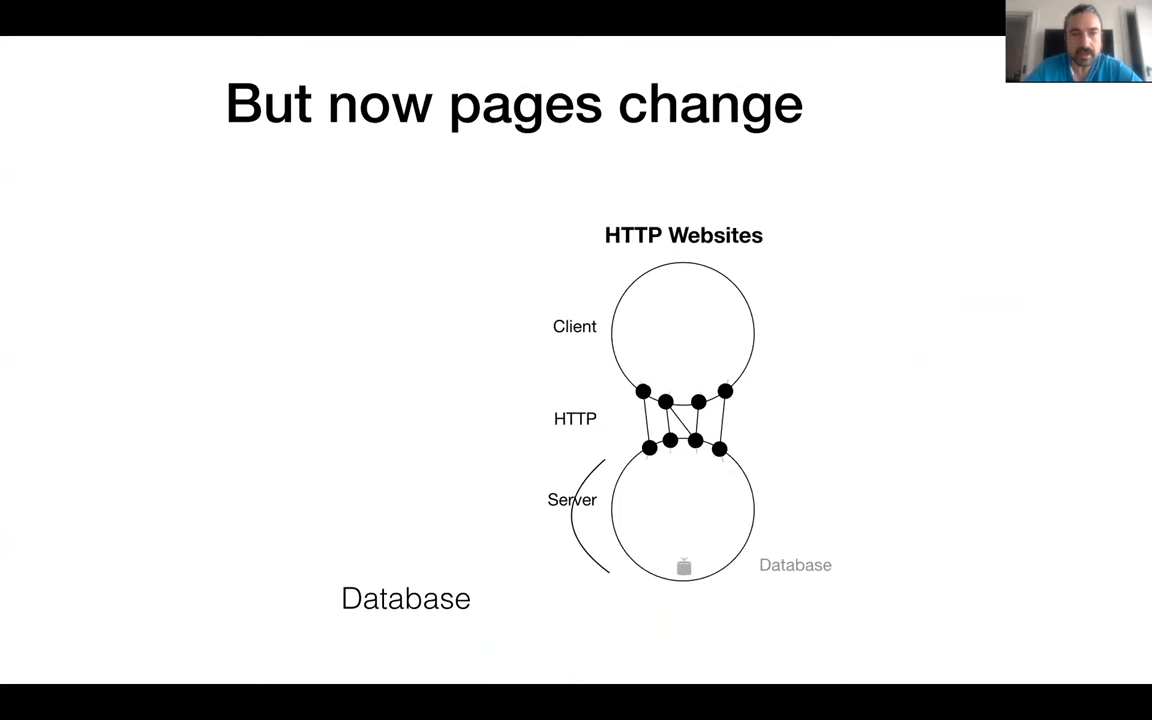 But now pages change
HTTP Websites
Client
HTTP
Server
Database
Database